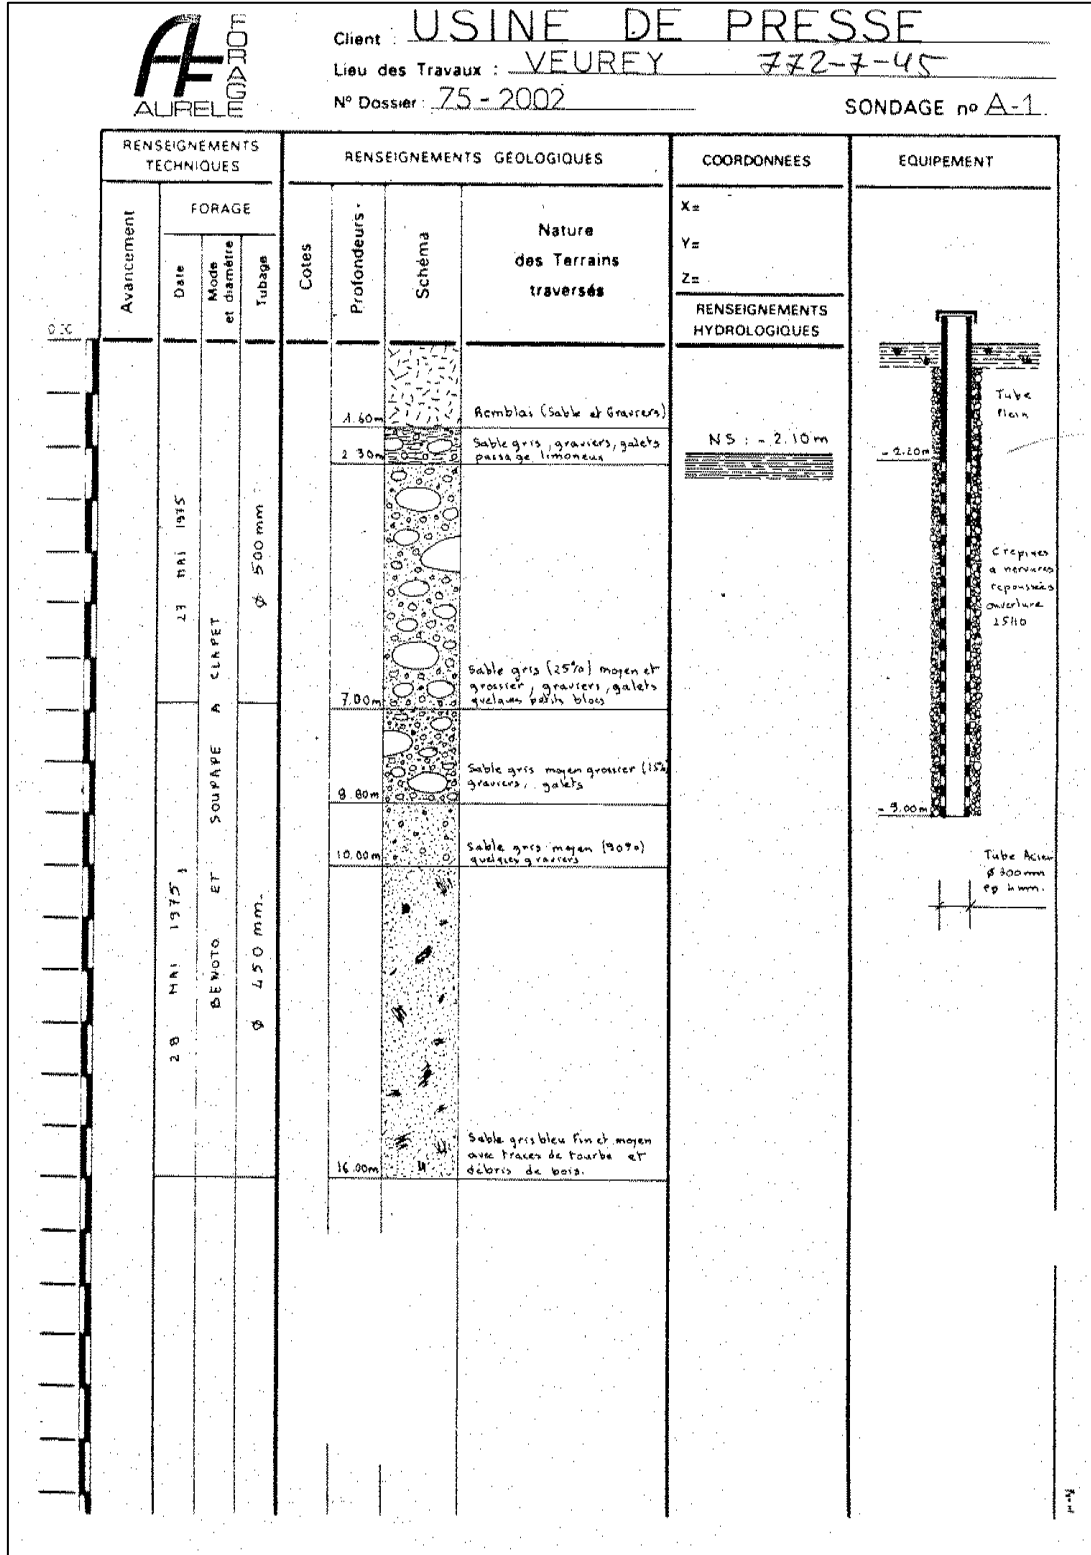 AURELE
FORAGE
Client : USINE DE PRESSE
Lieu des Travaux : VEUREY 772-7-45
N° Dossier : 75-2002
SONDAGE no A-1.
RENSEIGNEMENTS
TECHNIQUES
RENSEIGNEMENTS GÉOLOGIQUES
COORDONNEES
EQUIPEMENT
Avancement
FORAGE
Date
Mode
et diamètre
Tubage
Cotes
Profondeurs
Schéma
Nature
des Terrains
traversés
X=
Y=
Z=
RENSEIGNEMENTS
HYDROLOGIQUES
1.60m
Remblai (Sable et Graviers)
2 30m
Sable gris, graviers, galets
passage limoneux
NS : - 2.10 m
Tube
Plein
- 2.20m
27 MAI 1975
Ø 500 mm
Crepines
a nervures
repoussées
ouverture
7.00m
Sable gris (25%) moyen et
grossier, graviers, galets
quelques petits blocs
BENOTO ET SOUPAPE A CLAPET
8.80m
Sable gris moyen grossier (15%
graviers, galets
- 9.00m
10.00m
Sable gris moyen (90%)
quelques graviers
Tube Acier
Ø 300mm
ep 4mm.
28 MAI 1975
Ø 450 mm.
16.00m
Sable gris bleu fin et moyen
avec traces de tourbe et
débris de bois.